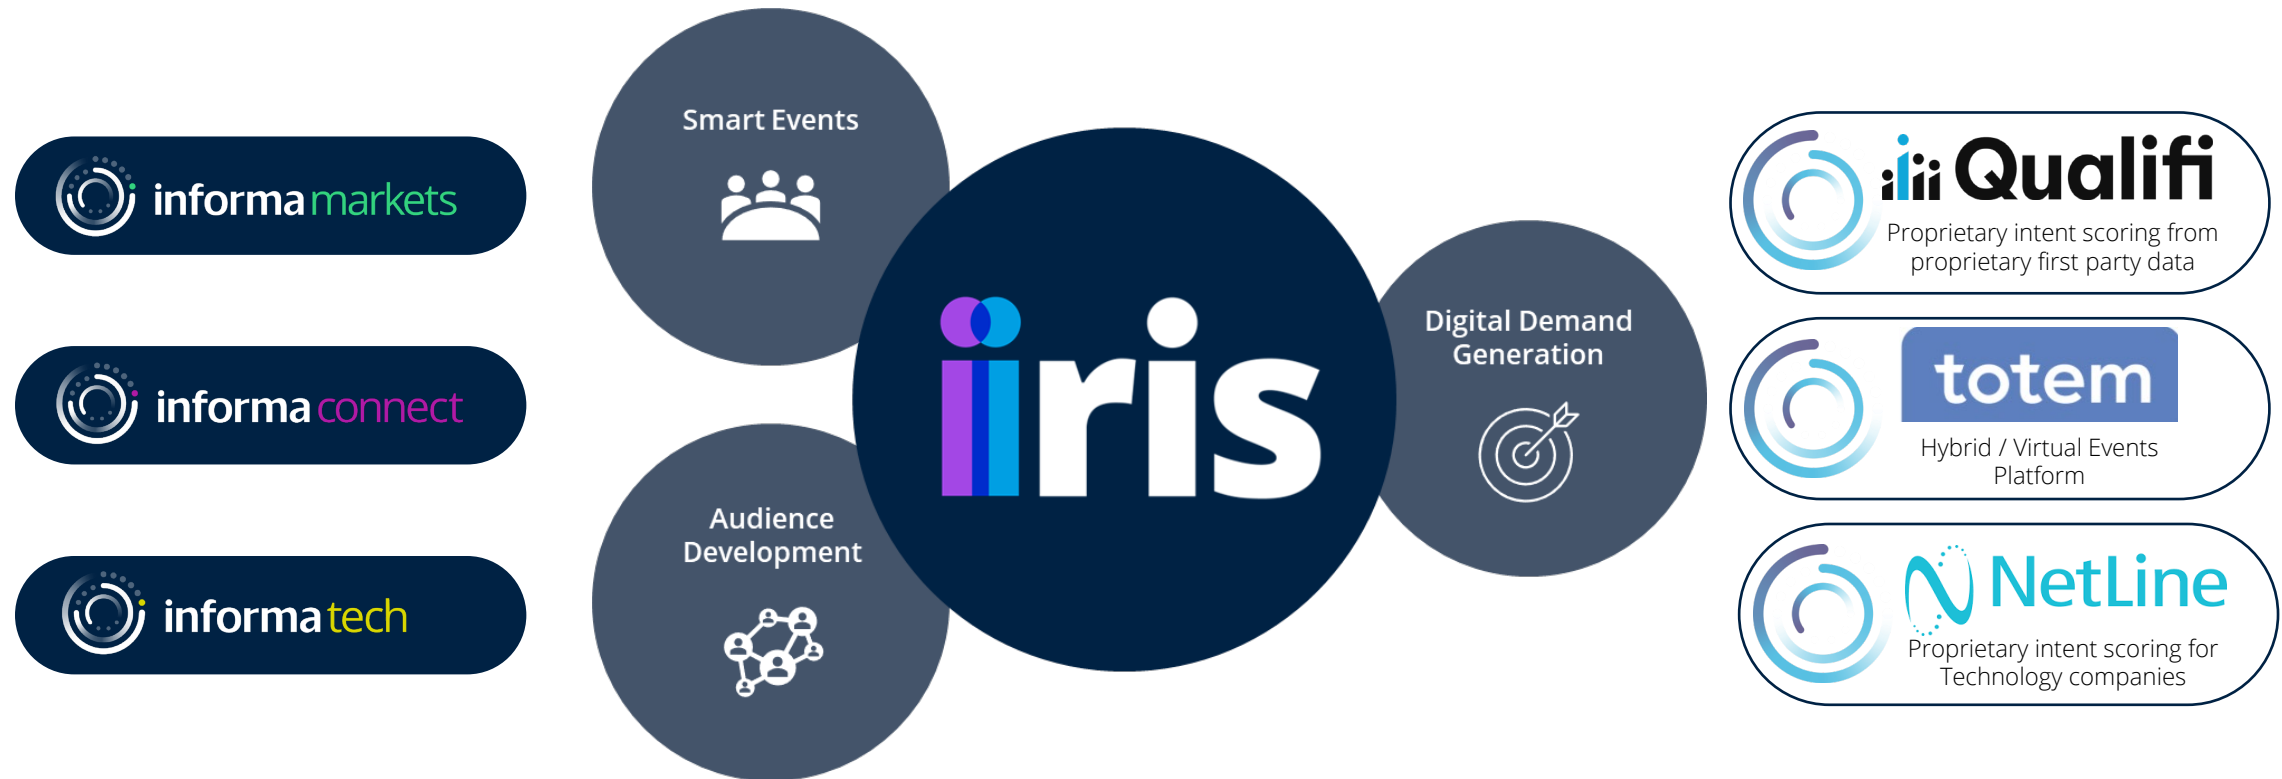 informa markets
informa connect
informa tech
Smart Events
Audience
Development
iiris
Digital Demand
Generation
Qualifi
Proprietary intent scoring from
proprietary first party data
totem
Hybrid / Virtual Events
Platform
NetLine
Proprietary intent scoring for
Technology companies